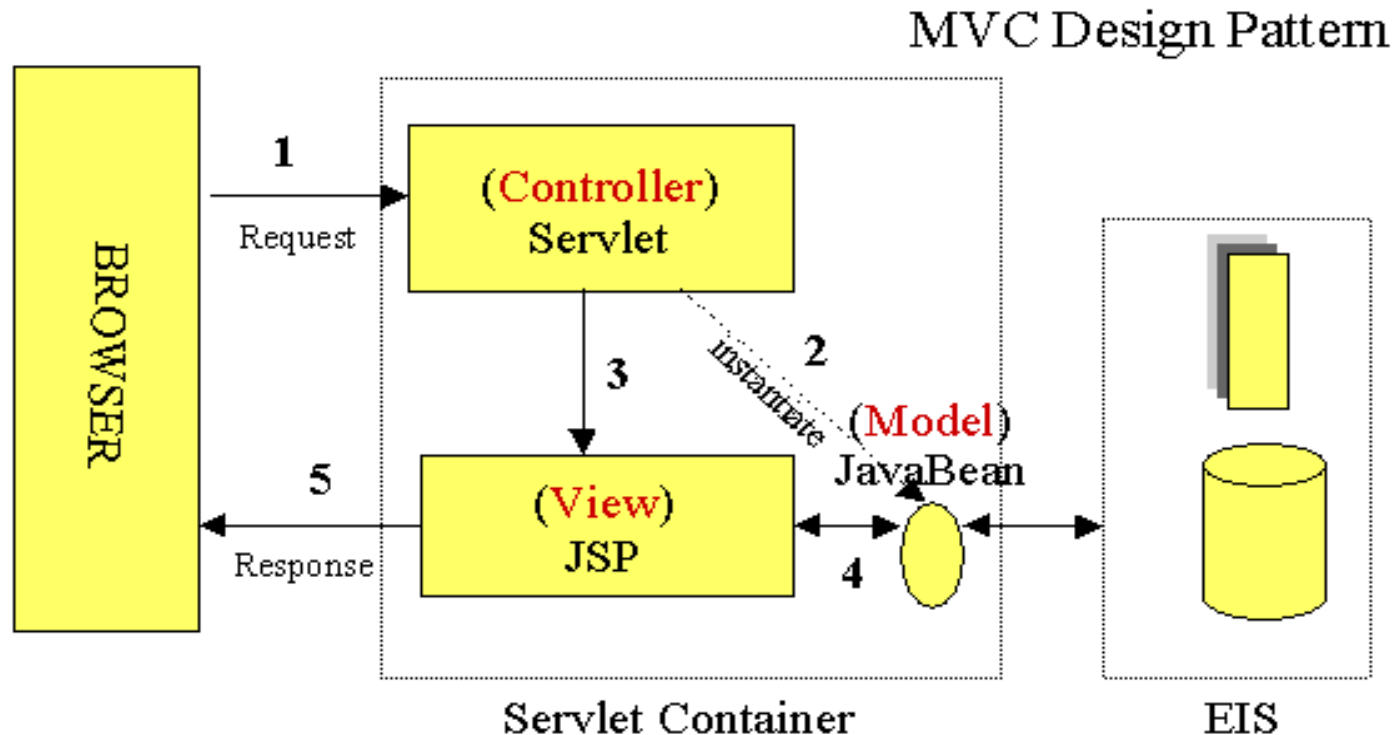 MVC Design Pattern
BROWSER
1
Request
(Controller)
Servlet
2
instantiate
3
(Model)
JavaBean
5
Response
(View)
JSP
4
Servlet Container
EIS